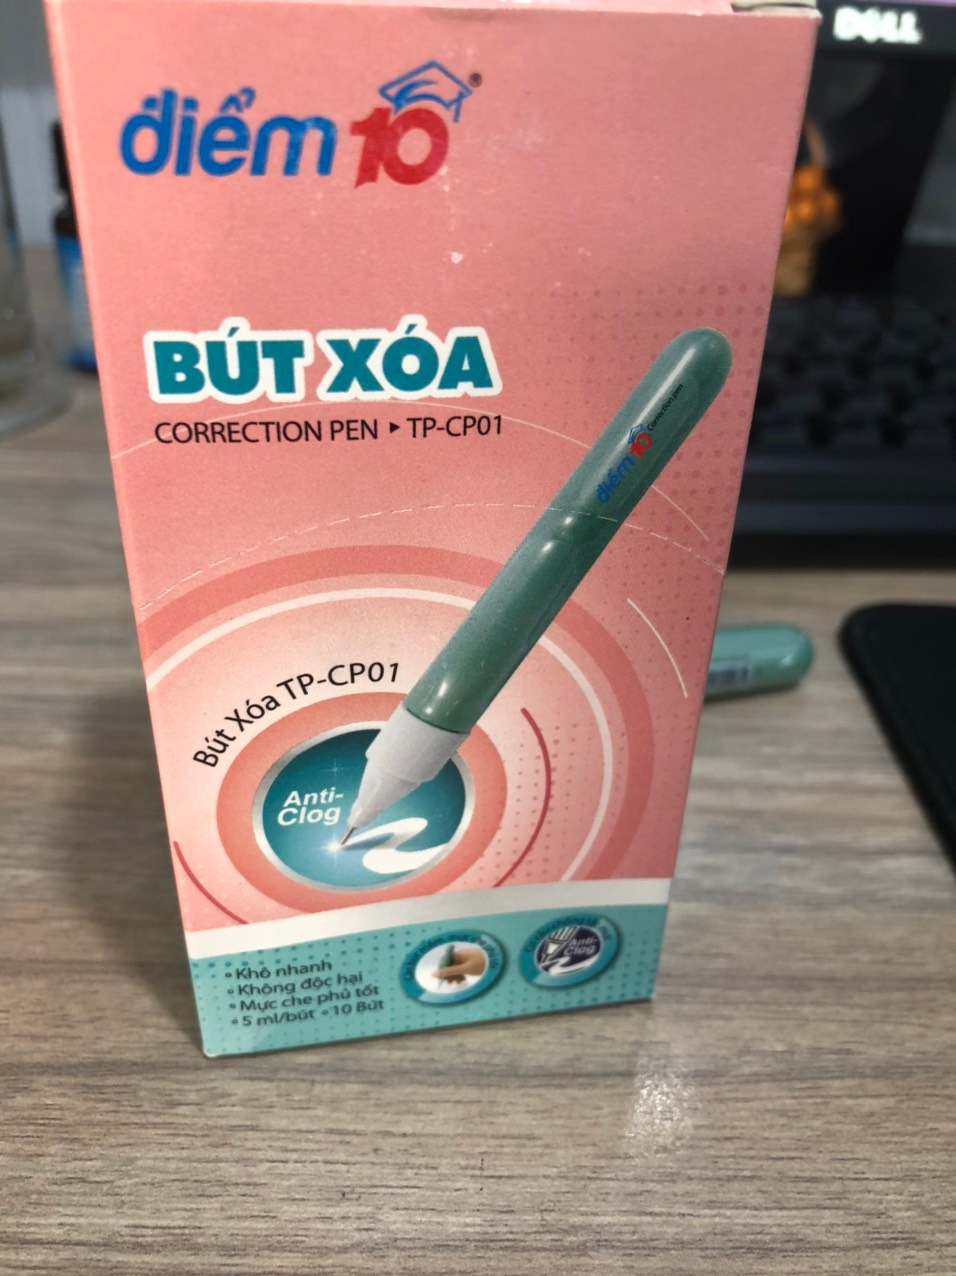 DELL
điểm 10®
BÚT XÓA
CORRECTION PEN ▸ TP-CP01
điểm 10 Correction pen
Bút Xóa TP-CP01
Anti-
Clog
• Khô nhanh
• Không độc hại
• Mực che phủ tốt
• 5 ml/bút • 10 Bút
Anti-
Clog